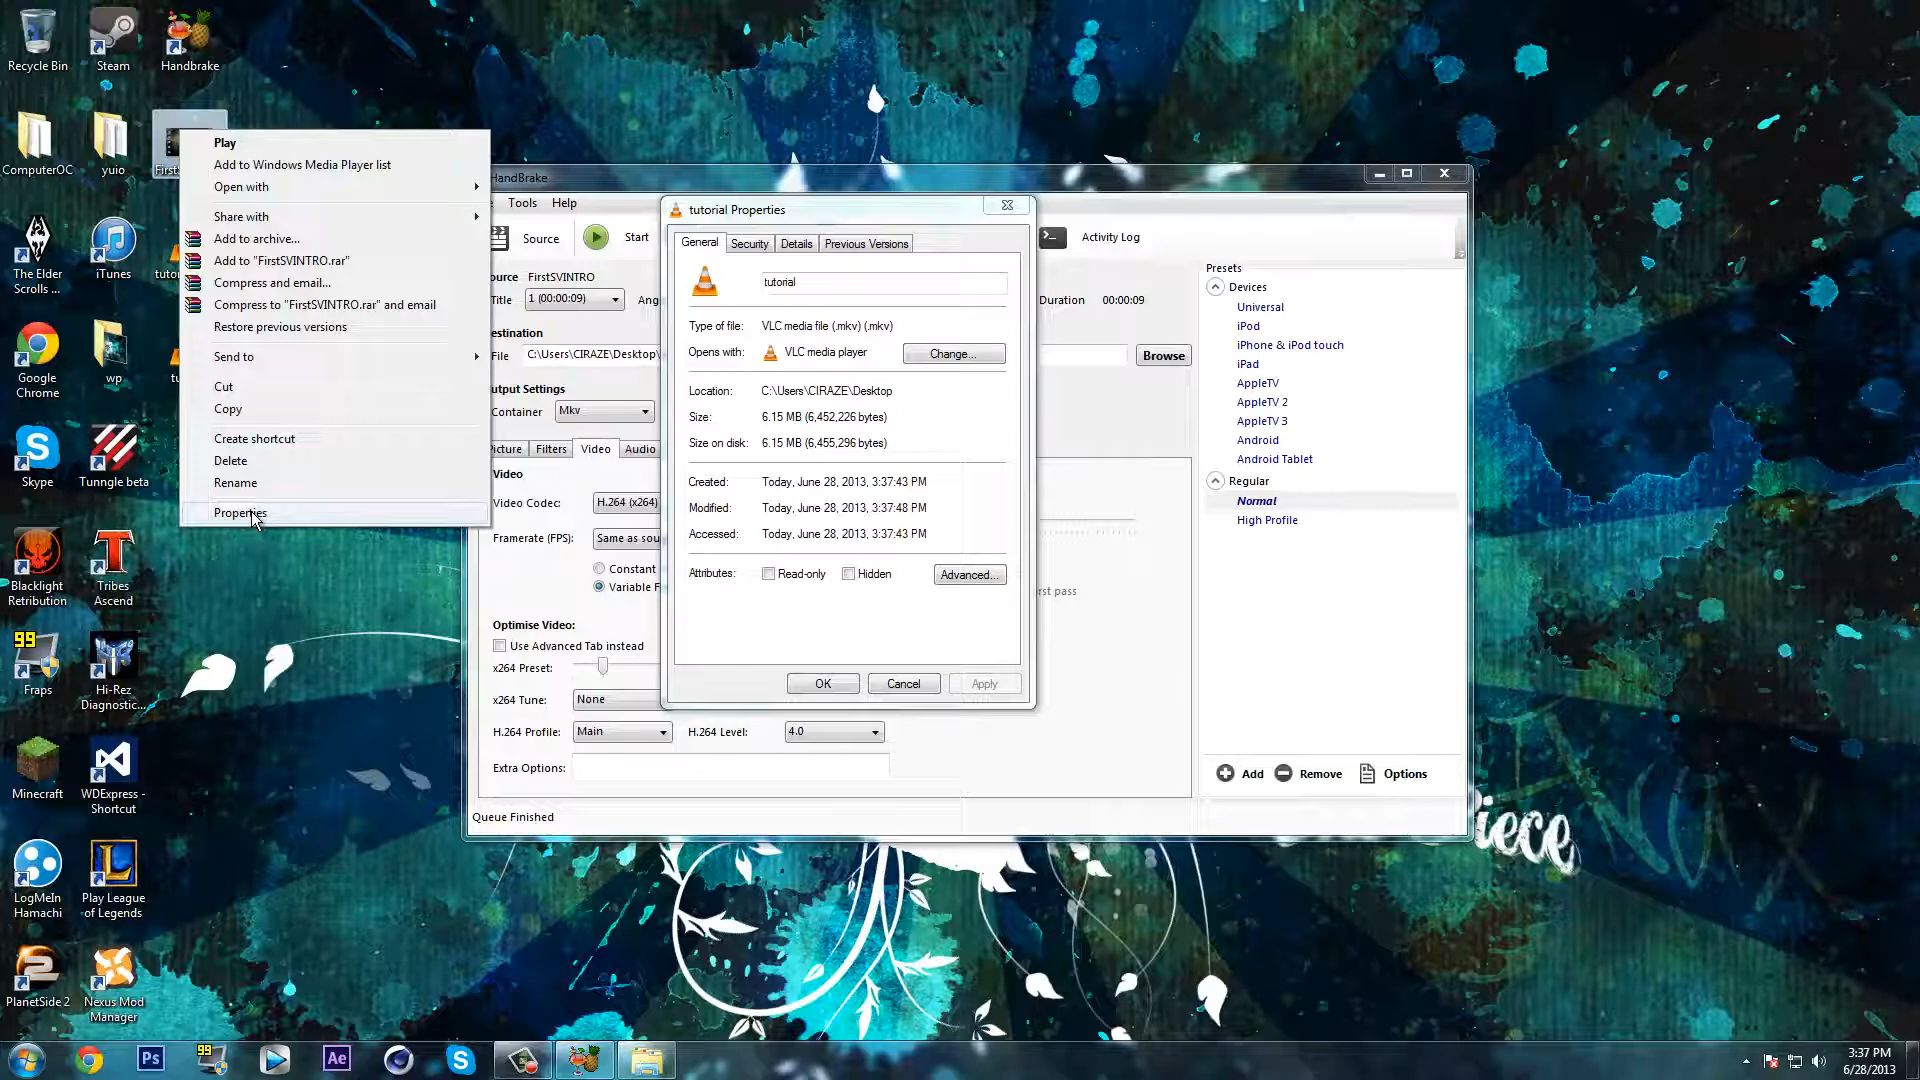 Recycle Bin
Steam
Handbrake
ComputerOC
yuio
The Elder
Scrolls ...
iTunes
Google
Chrome
wp
Skype
Tunngle beta
Blacklight
Retribution
Tribes
Ascend
99
Fraps
Hi-Rez
Diagnostic...
Minecraft
WDExpress -
Shortcut
LogMeIn
Hamachi
Play League
of Legends
PlanetSide 2
Nexus Mod
Manager
Play
Add to Windows Media Player list
Open with
Share with
Add to archive...
Add to "FirstSVINTRO.rar"
Compress and email...
Compress to "FirstSVINTRO.rar" and email
Restore previous versions
Send to
Cut
Copy
Create shortcut
Delete
Rename
Properties
HandBrake
Tools
Help
Source
Start
Activity Log
FirstSVINTRO
1 (00:00:09)
Duration
00:00:09
File
C:\Users\CIRAZE\Desktop\
Browse
Container
Mkv
Filters
Video
Audio
Video
Video Codec:
H.264 (x264)
Framerate (FPS):
Same as sou
Constant
Variable F
rst pass
Optimise Video:
Use Advanced Tab instead
x264 Preset:
x264 Tune:
None
H.264 Profile:
Main
H.264 Level:
4.0
Extra Options:
Queue Finished
tutorial Properties
General
Security
Details
Previous Versions
tutorial
Type of file:
VLC media file (.mkv) (.mkv)
Opens with:
VLC media player
Change...
Location:
C:\Users\CIRAZE\Desktop
Size:
6.15 MB (6,452,226 bytes)
Size on disk:
6.15 MB (6,455,296 bytes)
Created:
Today, June 28, 2013, 3:37:43 PM
Modified:
Today, June 28, 2013, 3:37:48 PM
Accessed:
Today, June 28, 2013, 3:37:43 PM
Attributes:
Read-only
Hidden
Advanced...
OK
Cancel
Apply
Presets
Devices
Universal
iPod
iPhone & iPod touch
iPad
AppleTV
AppleTV 2
AppleTV 3
Android
Android Tablet
Regular
Normal
High Profile
Add
Remove
Options
iece
Ps
99
Ae
3:37 PM
6/28/2013